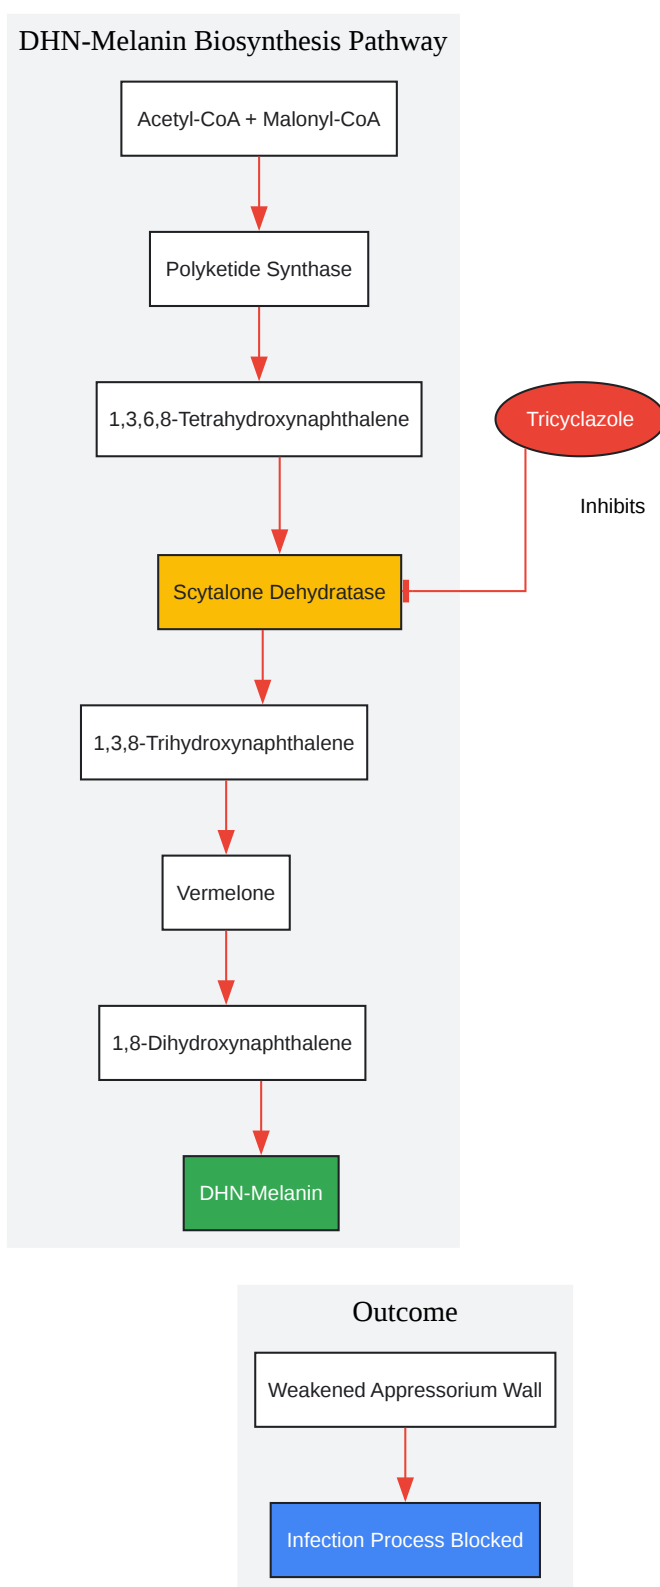 DHN-Melanin Biosynthesis Pathway
Acetyl-CoA + Malonyl-CoA
Polyketide Synthase
1,3,6,8-Tetrahydroxynaphthalene
Tricyclazole
Inhibits
Scytalone Dehydratase
1,3,8-Trihydroxynaphthalene
Vermelone
1,8-Dihydroxynaphthalene
DHN-Melanin
Outcome
Weakened Appressorium Wall
Infection Process Blocked